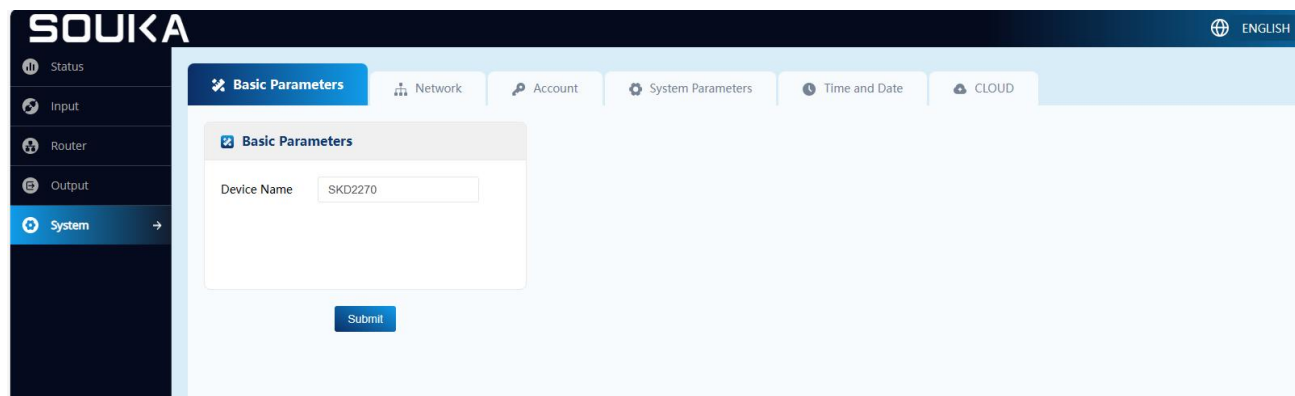 SOUKA
ENGLISH
Status
Input
Router
Output
System
Basic Parameters
Network
Account
System Parameters
Time and Date
CLOUD
Basic Parameters
Device Name
SKD2270
Submit